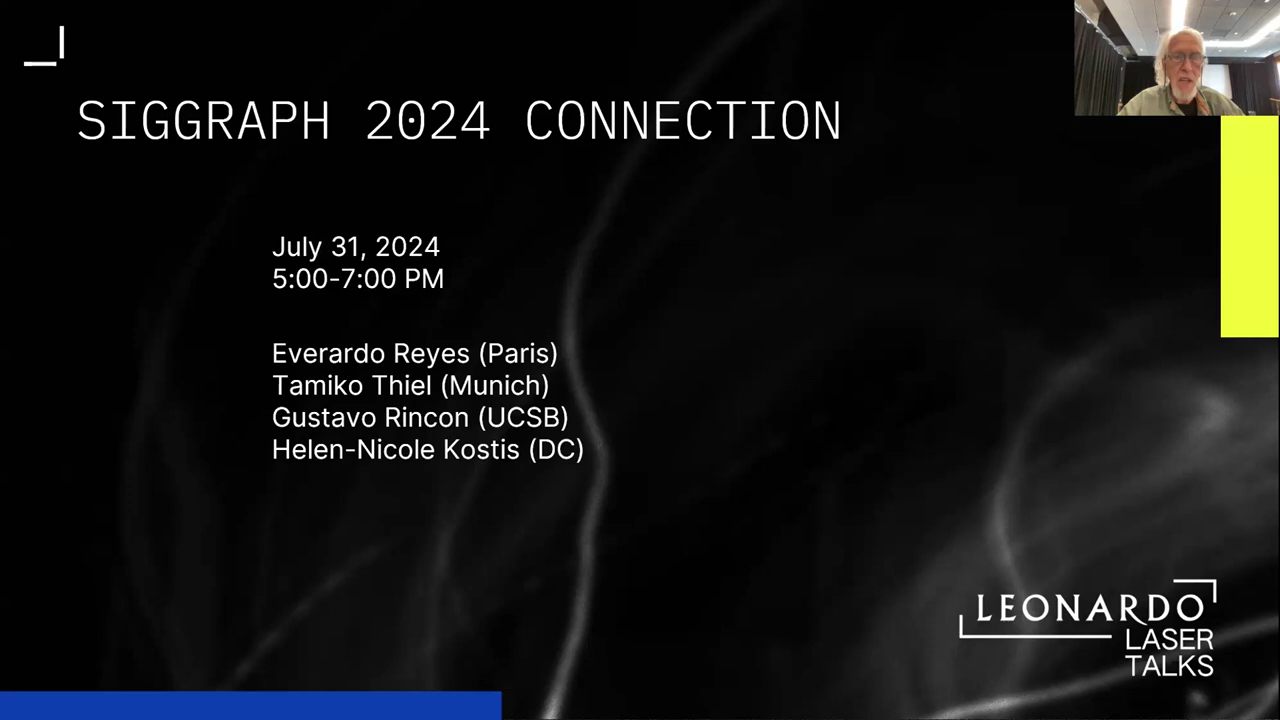 SIGGRAPH 2024 CONNECTION
July 31, 2024
5:00-7:00 PM
Everardo Reyes (Paris)
Tamiko Thiel (Munich)
Gustavo Rincon (UCSB)
Helen-Nicole Kostis (DC)
LEONARDO
LASER
TALKS